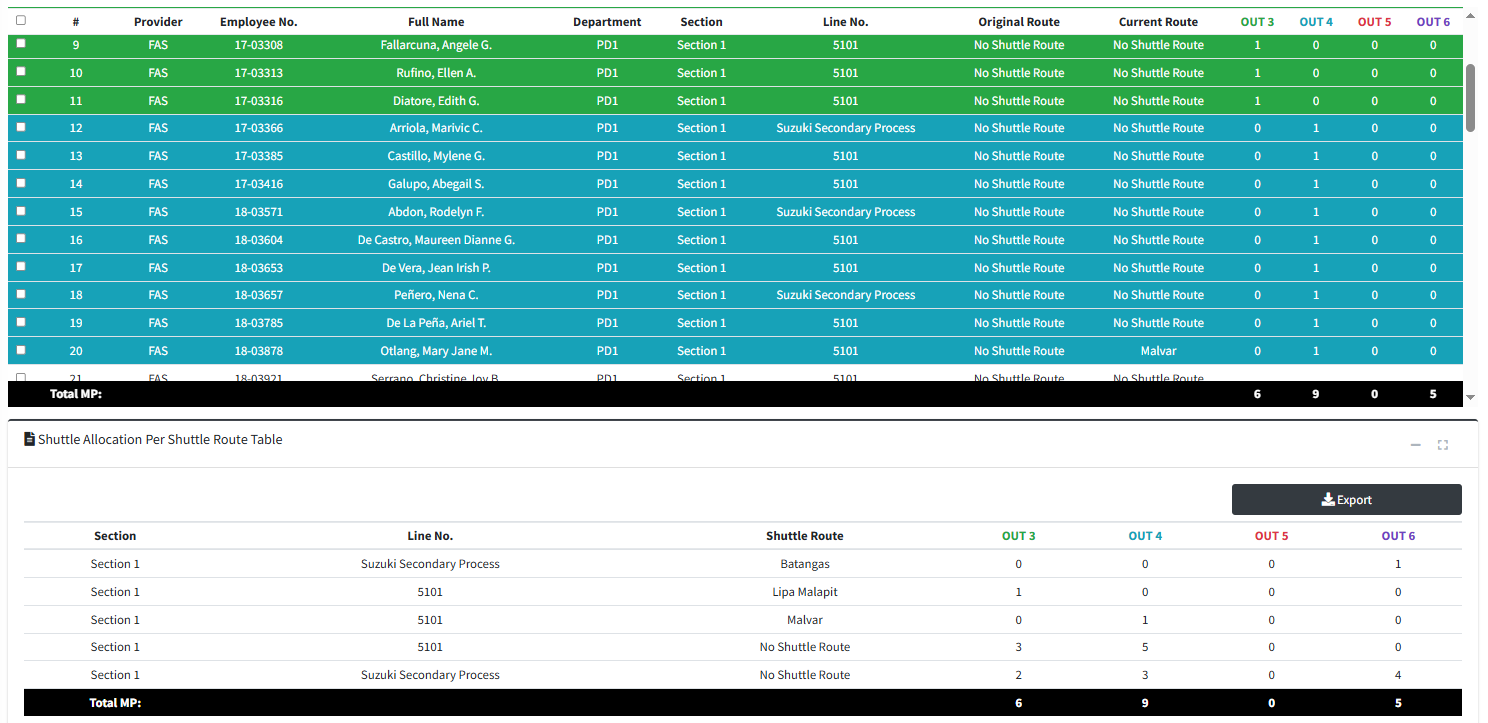 # Provider Employee No. Full Name Department Section Line No. Original Route Current Route OUT 3 OUT 4 OUT 5 OUT 6
9 FAS 17-03308 Fallarcuna, Angele G. PD1 Section 1 5101 No Shuttle Route No Shuttle Route 1 0 0 0
10 FAS 17-03313 Rufino, Ellen A. PD1 Section 1 5101 No Shuttle Route No Shuttle Route 1 0 0 0
11 FAS 17-03316 Diatore, Edith G. PD1 Section 1 5101 No Shuttle Route No Shuttle Route 1 0 0 0
12 FAS 17-03366 Arriola, Marivic C. PD1 Section 1 Suzuki Secondary Process No Shuttle Route No Shuttle Route 0 1 0 0
13 FAS 17-03385 Castillo, Mylene G. PD1 Section 1 5101 No Shuttle Route No Shuttle Route 0 1 0 0
14 FAS 17-03416 Galupo, Abegail S. PD1 Section 1 5101 No Shuttle Route No Shuttle Route 0 1 0 0
15 FAS 18-03571 Abdon, Rodelyn F. PD1 Section 1 Suzuki Secondary Process No Shuttle Route No Shuttle Route 0 1 0 0
16 FAS 18-03604 De Castro, Maureen Dianne G. PD1 Section 1 5101 No Shuttle Route No Shuttle Route 0 1 0 0
17 FAS 18-03653 De Vera, Jean Irish P. PD1 Section 1 5101 No Shuttle Route No Shuttle Route 0 1 0 0
18 FAS 18-03657 Peñero, Nena C. PD1 Section 1 Suzuki Secondary Process No Shuttle Route No Shuttle Route 0 1 0 0
19 FAS 18-03785 De La Peña, Ariel T. PD1 Section 1 5101 No Shuttle Route No Shuttle Route 0 1 0 0
20 FAS 18-03878 Otlang, Mary Jane M. PD1 Section 1 5101 No Shuttle Route Malvar 0 1 0 0
21 FAS 18-03921 Serrano, Christine Joy B. PD1 Section 1 5101 No Shuttle Route No Shuttle Route
Total MP: 6 9 0 5
Shuttle Allocation Per Shuttle Route Table
Export
Section Line No. Shuttle Route OUT 3 OUT 4 OUT 5 OUT 6
Section 1 Suzuki Secondary Process Batangas 0 0 0 1
Section 1 5101 Lipa Malapit 1 0 0 0
Section 1 5101 Malvar 0 1 0 0
Section 1 5101 No Shuttle Route 3 5 0 0
Section 1 Suzuki Secondary Process No Shuttle Route 2 3 0 4
Total MP: 6 9 0 5